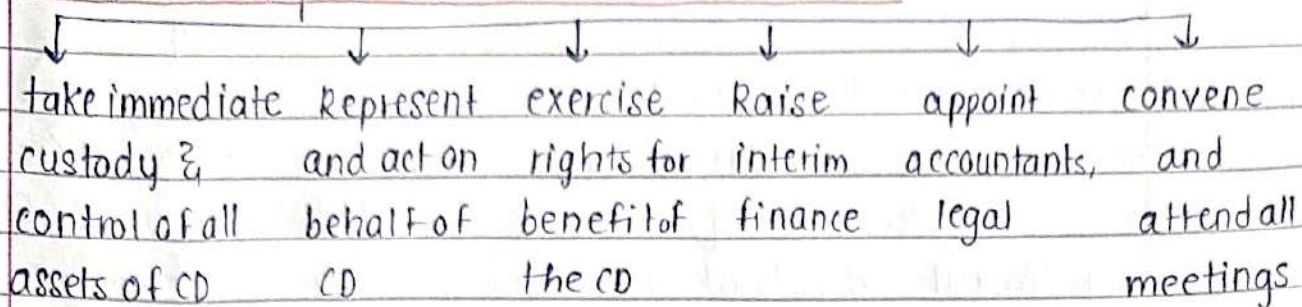 take immediate Represent exercise Raise appoint convene
custody & and act on rights for interim accountants, and
control of all behalf of benefit of finance legal attend all
assets of CD CD the CD meetings